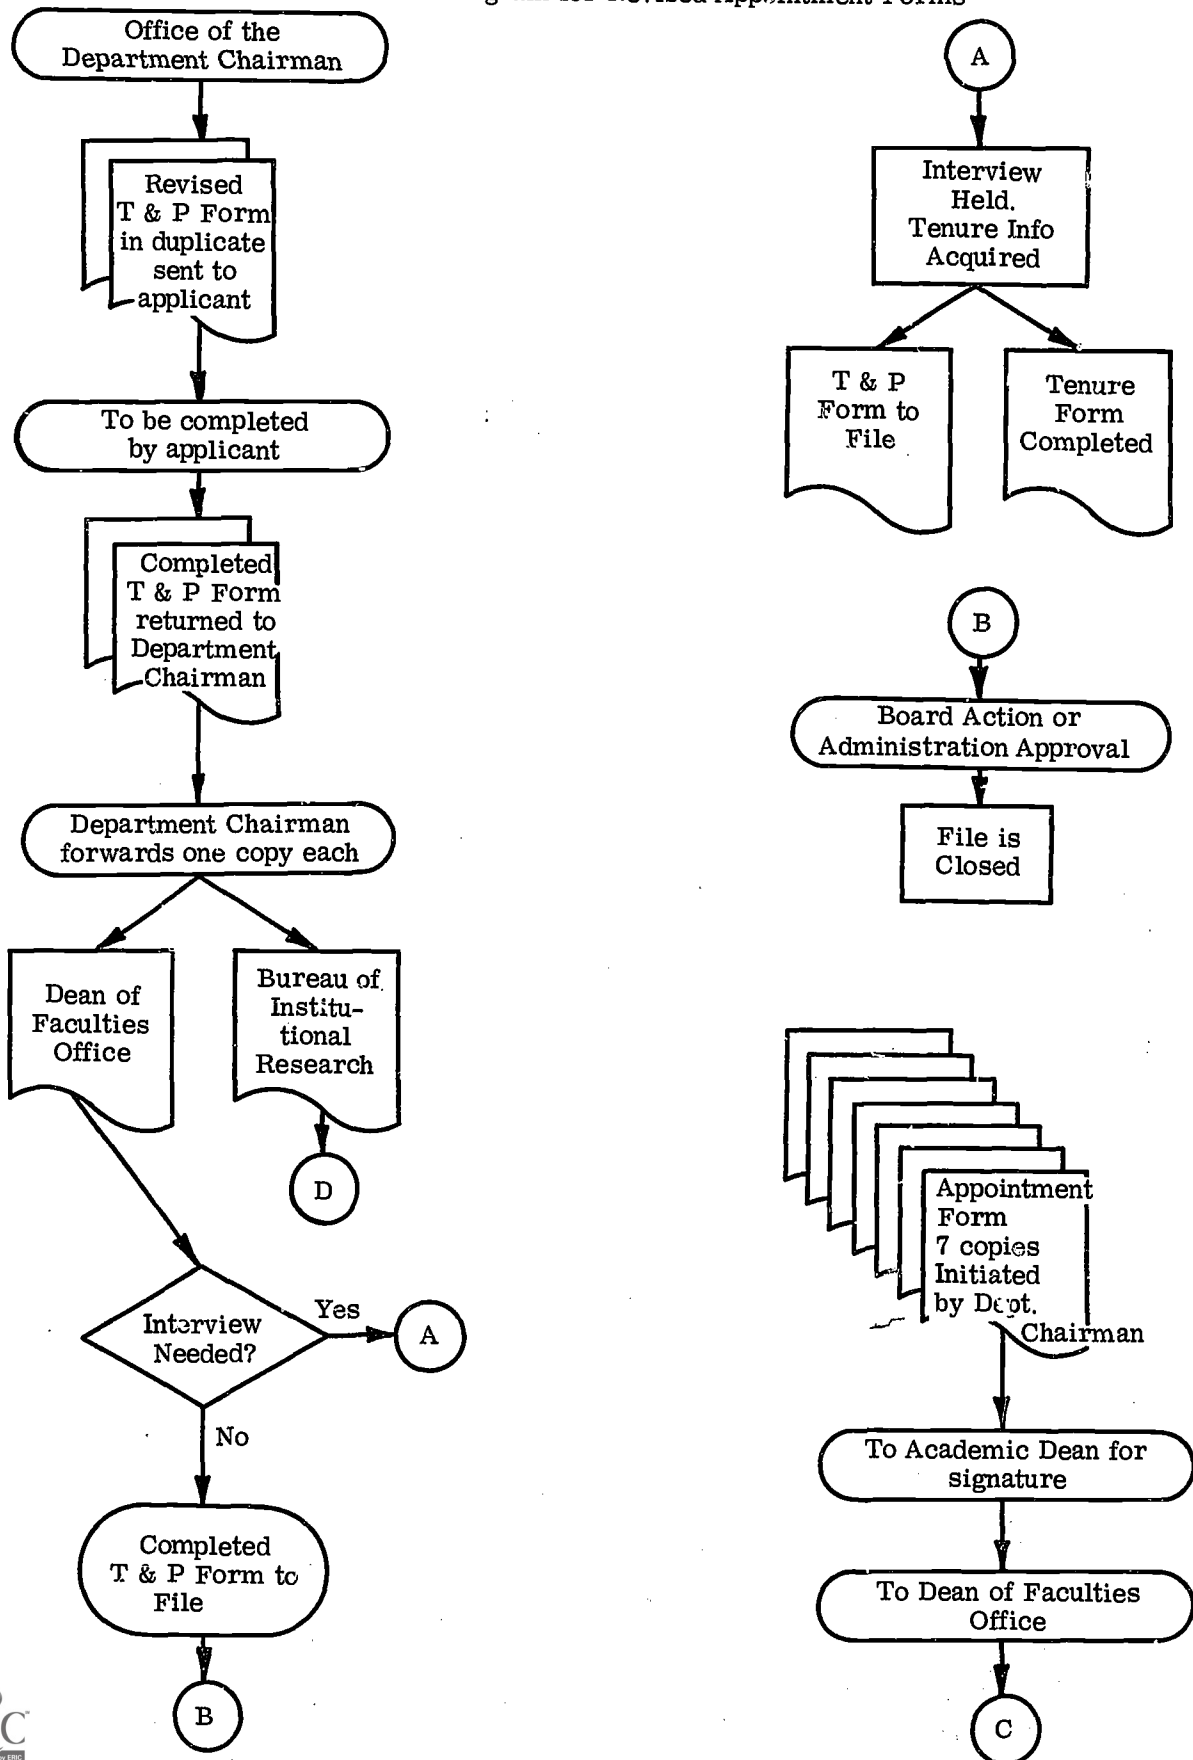 for Revised Appointment Forms
Office of the
Department Chairman
Revised
T & P Form
in duplicate
sent to
applicant
To be completed
by applicant
Completed
T & P Form
returned to
Department
Chairman
Department Chairman
forwards one copy each
Dean of
Faculties
Office
Bureau of
Institu-
tional
Research
D
Interview
Needed?
Yes
A
No
Completed
T & P Form to
File
B
A
Interview
Held.
Tenure Info
Acquired
T & P
Form to
File
Tenure
Form
Completed
B
Board Action or
Administration Approval
File is
Closed
Appointment
Form
7 copies
Initiated
by Dept.
Chairman
To Academic Dean for
signature
To Dean of Faculties
Office
C